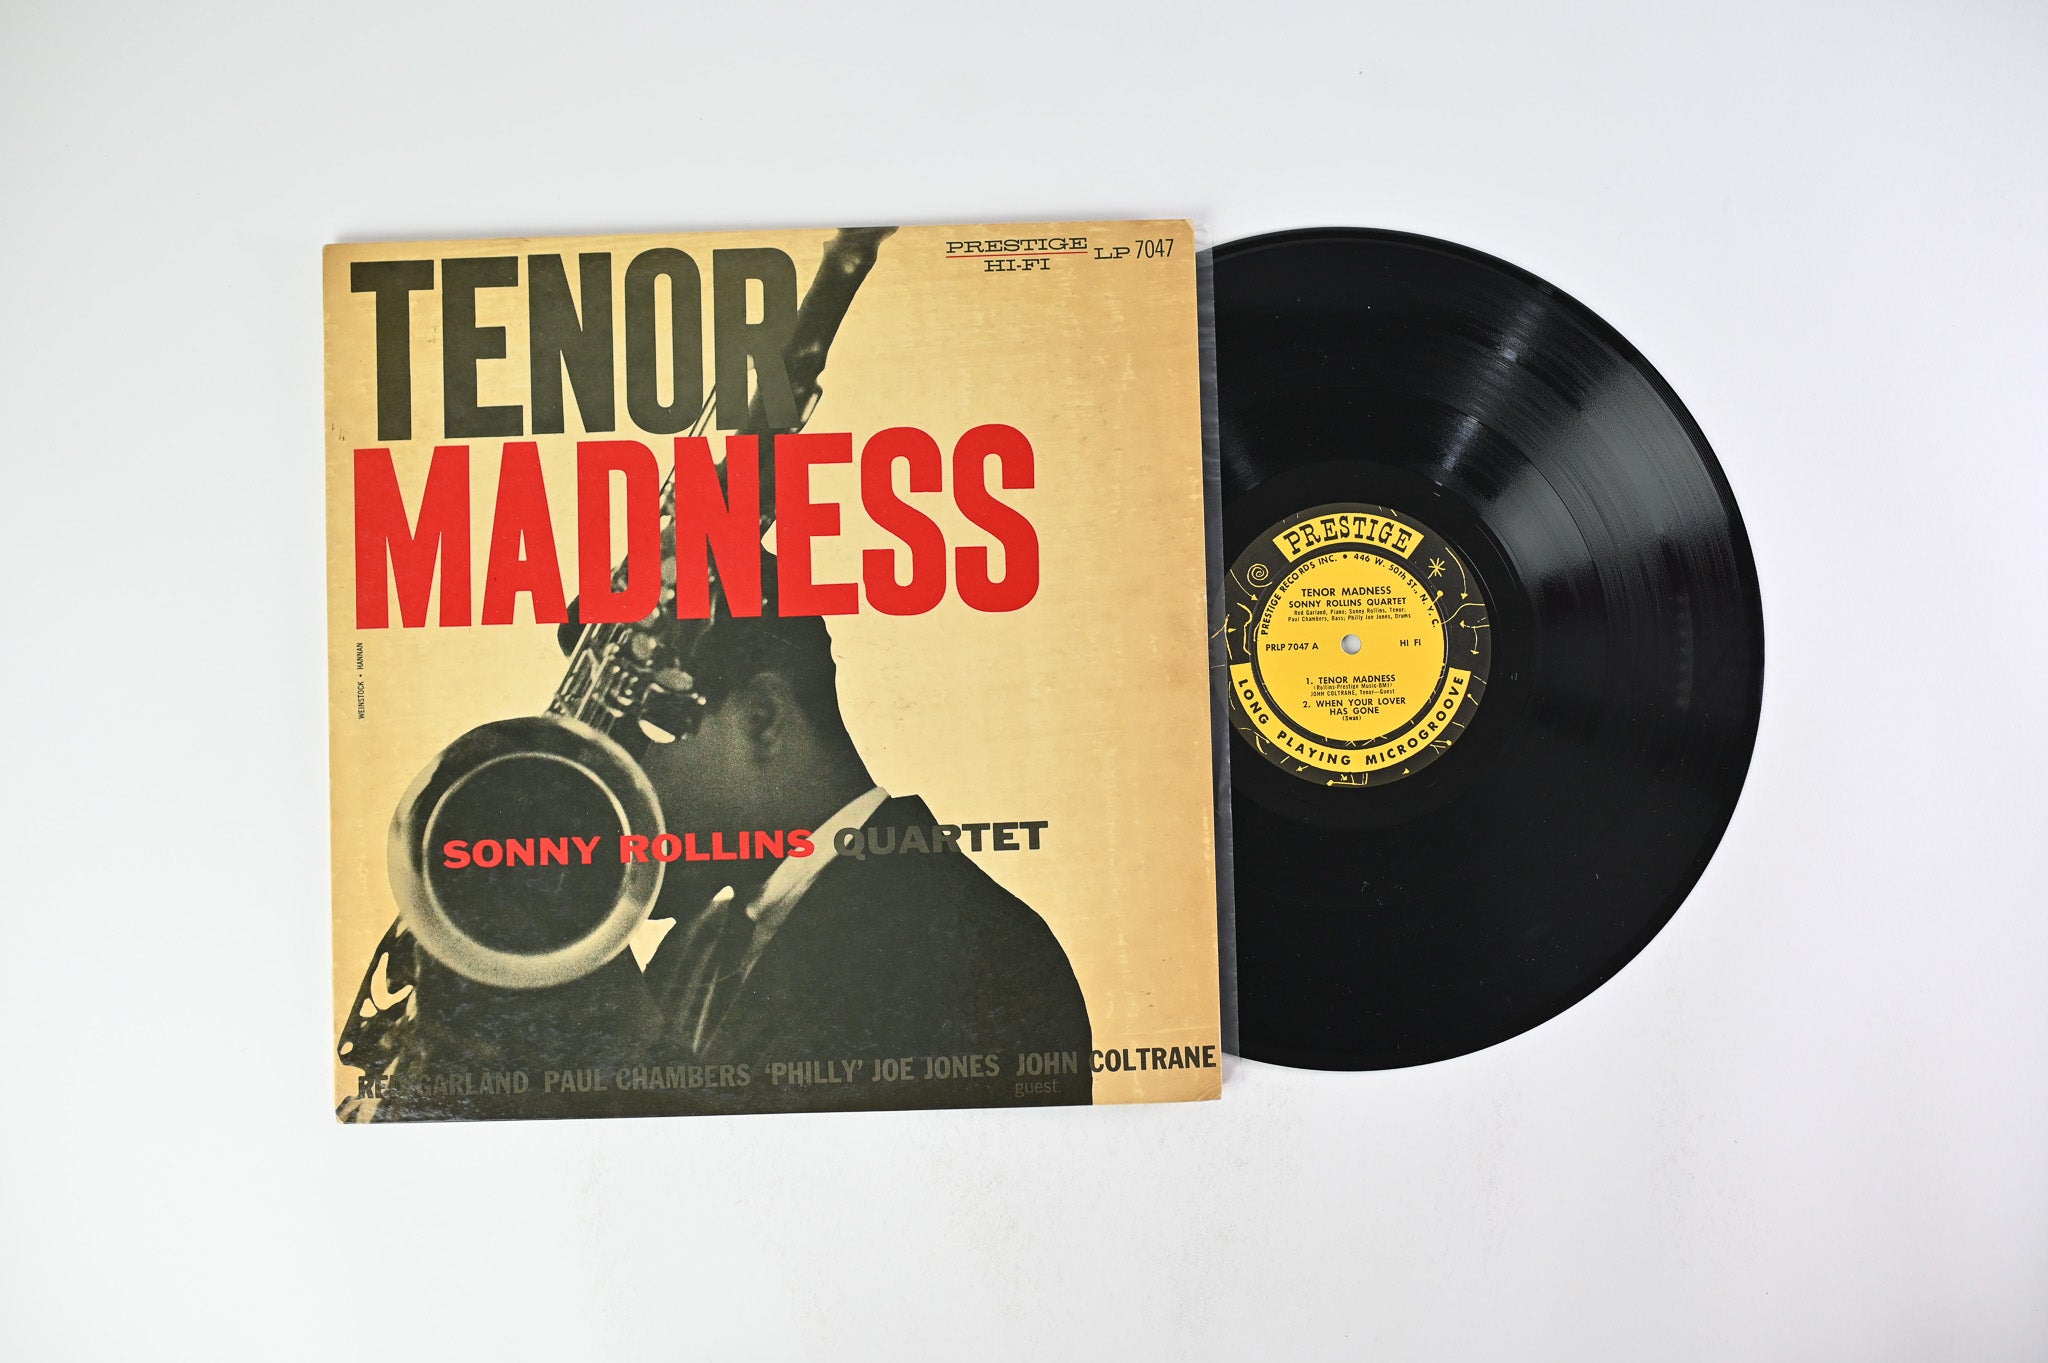 TENOR
MADNESS
PRESTIGE
HI-FI
LP 7047
WEINSTOCK • HANNAN
SONNY ROLLINS QUARTET
RED GARLAND PAUL CHAMBERS 'PHILLY' JOE JONES JOHN COLTRANE
guest.
PRESTIGE
PRESTIGE RECORDS INC. • 446 W. 50th ST., N. Y. C.
TENOR MADNESS
SONNY ROLLINS QUARTET
Red Garland, Piano; Sonny Rollins, Tenor;
Paul Chambers, Bass; Philly Joe Jones, Drums
PRLP 7047 A
HI FI
1. TENOR MADNESS
(Rollins-Prestige Music-BMI)
JOHN COLTRANE, Tenor—Guest
2. WHEN YOUR LOVER
HAS GONE
(Swan)
LONG PLAYING MICROGROOVE